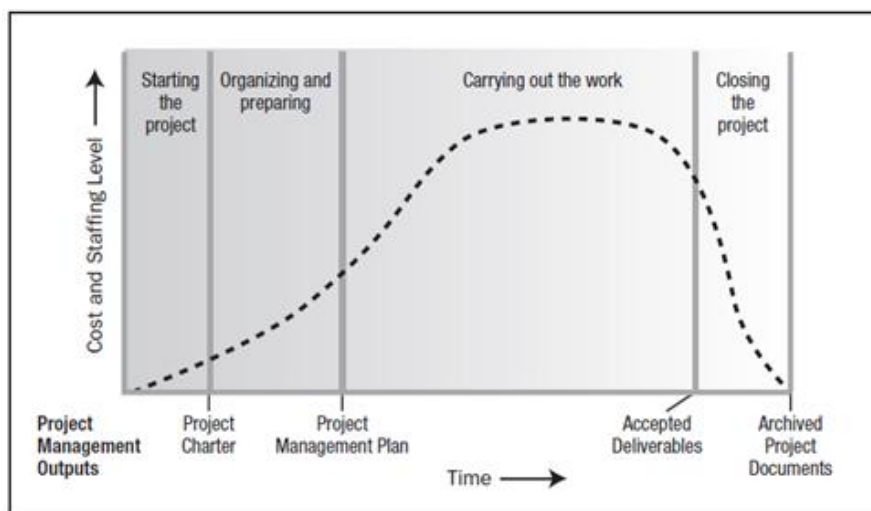 Starting
the
project
Organizing and
preparing
Carrying out the work
Closing
the
project
Cost and Staffing Level
Project
Management
Outputs
Project
Charter
Project
Management Plan
Accepted
Deliverables
Archived
Project
Documents
Time